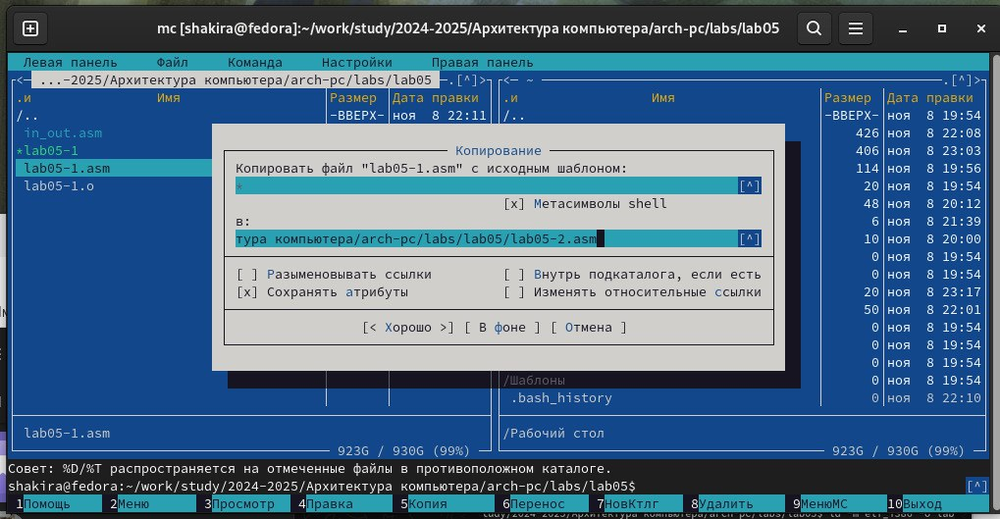 mc [shakira@fedora]:~/work/study/2024-2025/Архитектура компьютера/arch-pc/labs/lab05
Левая панель Файл Команда Настройки Правая панель
<— ...-2025/Архитектура компьютера/arch-pc/labs/lab05 —.[^]>
.и Имя Размер Дата правки
/.. -ВВЕРХ- ноя 8 22:11
in_out.asm
*lab05-1
lab05-1.asm
lab05-1.o
lab05-1.asm
923G / 930G (99%)
<— ~ —.[^]>
.и Имя Размер Дата правки
/.. -ВВЕРХ- ноя 8 19:54
426 ноя 8 22:08
406 ноя 8 23:03
114 ноя 8 19:56
20 ноя 8 19:54
48 ноя 8 20:12
6 ноя 8 21:39
10 ноя 8 20:00
0 ноя 8 19:54
0 ноя 8 19:54
20 ноя 8 23:17
50 ноя 8 22:01
0 ноя 8 19:54
0 ноя 8 19:54
0 ноя 8 19:54
/Шаблоны 0 ноя 8 19:54
.bash_history 0 ноя 8 22:10
/Рабочий стол
923G / 930G (99%)
Копирование
Копировать файл "lab05-1.asm" с исходным шаблоном:
* [^]
[x] Метасимволы shell
в:
тура компьютера/arch-pc/labs/lab05/lab05-2.asm [^]
[ ] Разыменовывать ссылки [ ] Внутрь подкаталога, если есть
[x] Сохранять атрибуты [ ] Изменять относительные ссылки
[< Хорошо >] [ В фоне ] [ Отмена ]
Совет: %D/%T распространяется на отмеченные файлы в противоположном каталоге.
shakira@fedora:~/work/study/2024-2025/Архитектура компьютера/arch-pc/labs/lab05$ [^]
1Помощь 2Меню 3Просмотр 4Правка 5Копия 6Перенос 7НовКтлг 8Удалить 9МенюМС 10Выход